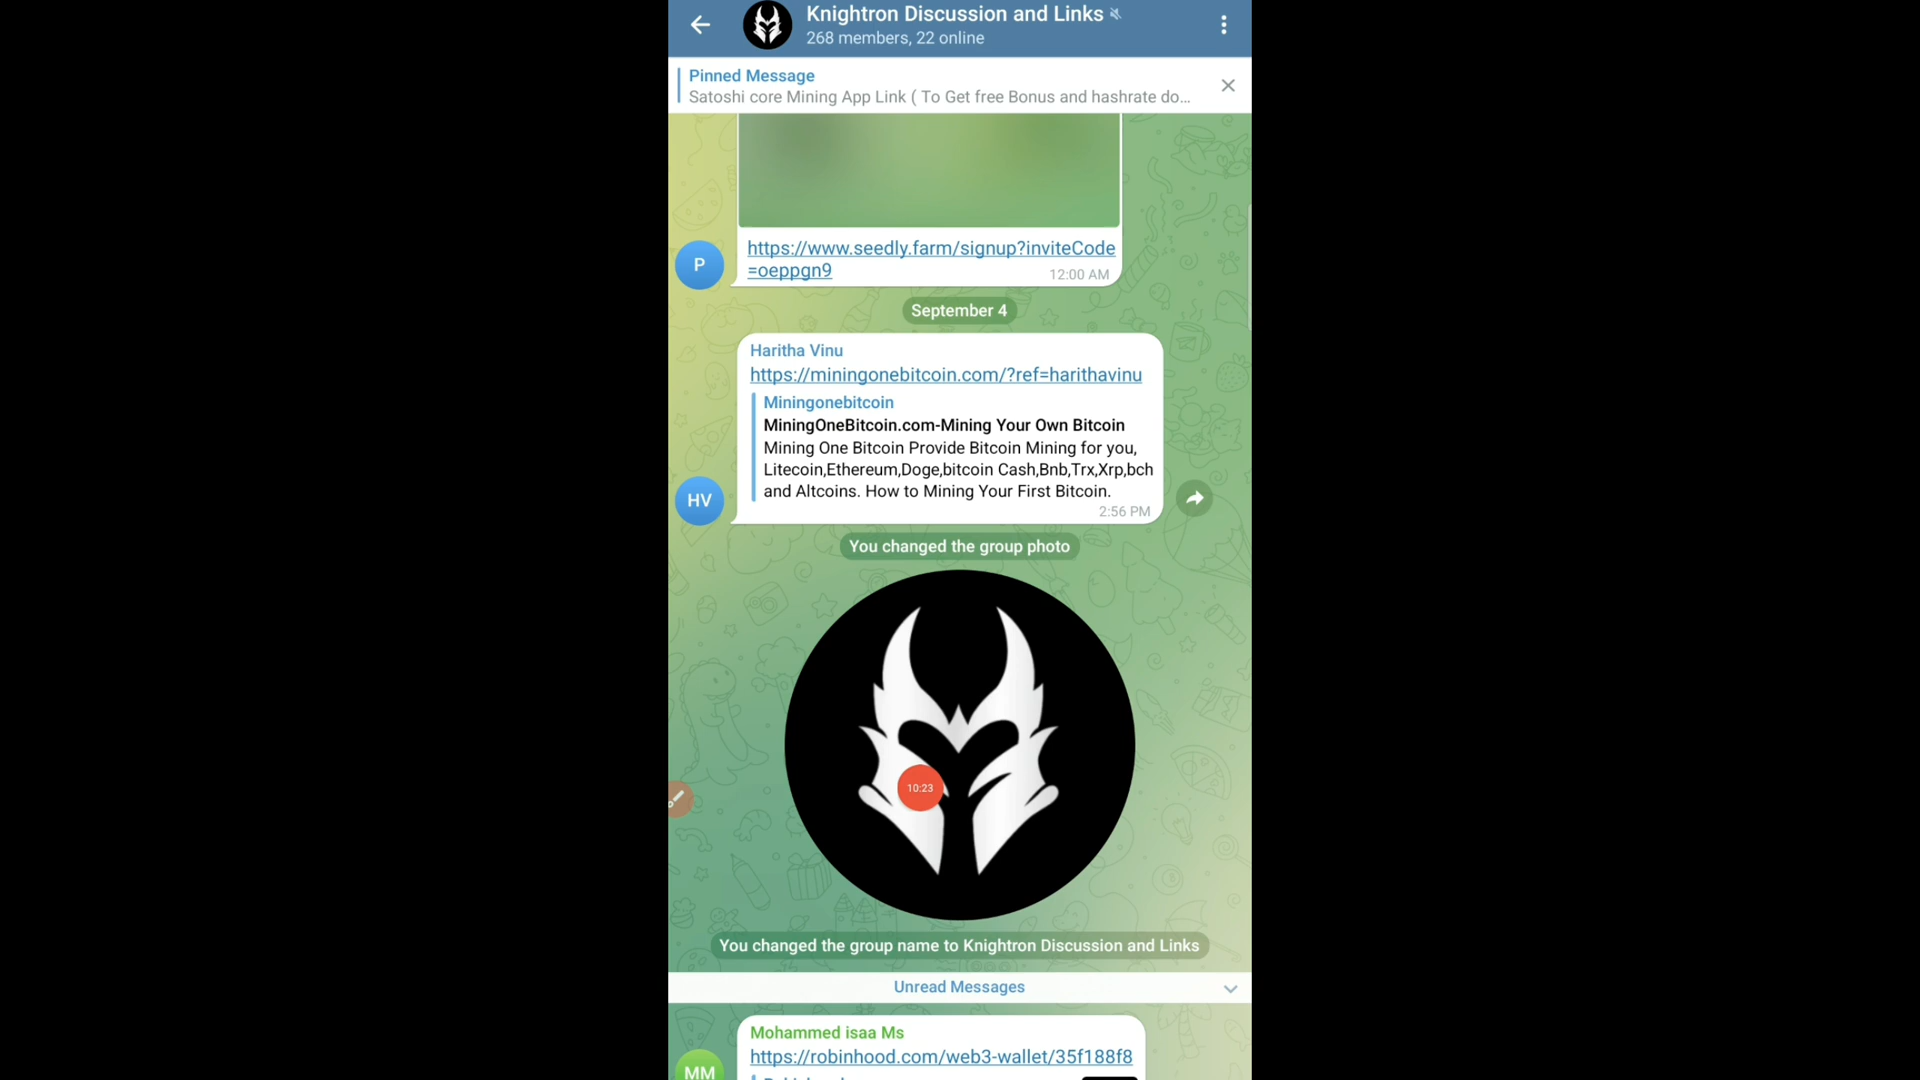 Knightron Discussion and Links
268 members, 22 online
Pinned Message
Satoshi core Mining App Link ( To Get free Bonus and hashrate do...
https://www.seedly.farm/signup?inviteCode
=oeppgn9
12:00 AM
P
September 4
Haritha Vinu
https://miningonebitcoin.com/?ref=harithavinu
Miningonebitcoin
MiningOneBitcoin.com-Mining Your Own Bitcoin
Mining One Bitcoin Provide Bitcoin Mining for you,
Litecoin,Ethereum,Doge,bitcoin Cash,Bnb,Trx,Xrp,bch
and Altcoins. How to Mining Your First Bitcoin.
2:56 PM
HV
You changed the group photo
10:23
You changed the group name to Knightron Discussion and Links
Unread Messages
Mohammed isaa Ms
https://robinhood.com/web3-wallet/35f188f8
MM